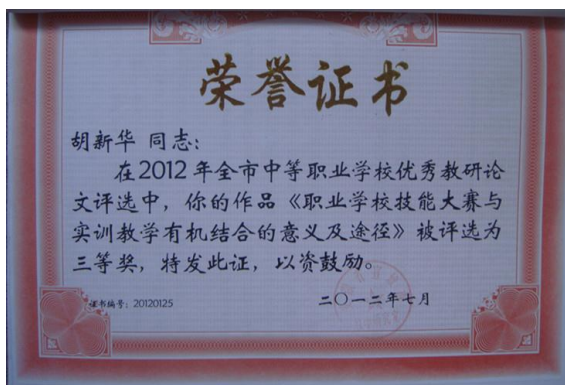 荣誉证书
胡新华 同志:
在2012年全市中等职业学校优秀教研论
文评选中，你的作品《职业学校技能大赛与
实训教学有机结合的意义及途径》被评选为
三等奖，特发此证，以资鼓励。
证书编号：20120125
二〇一二年七月